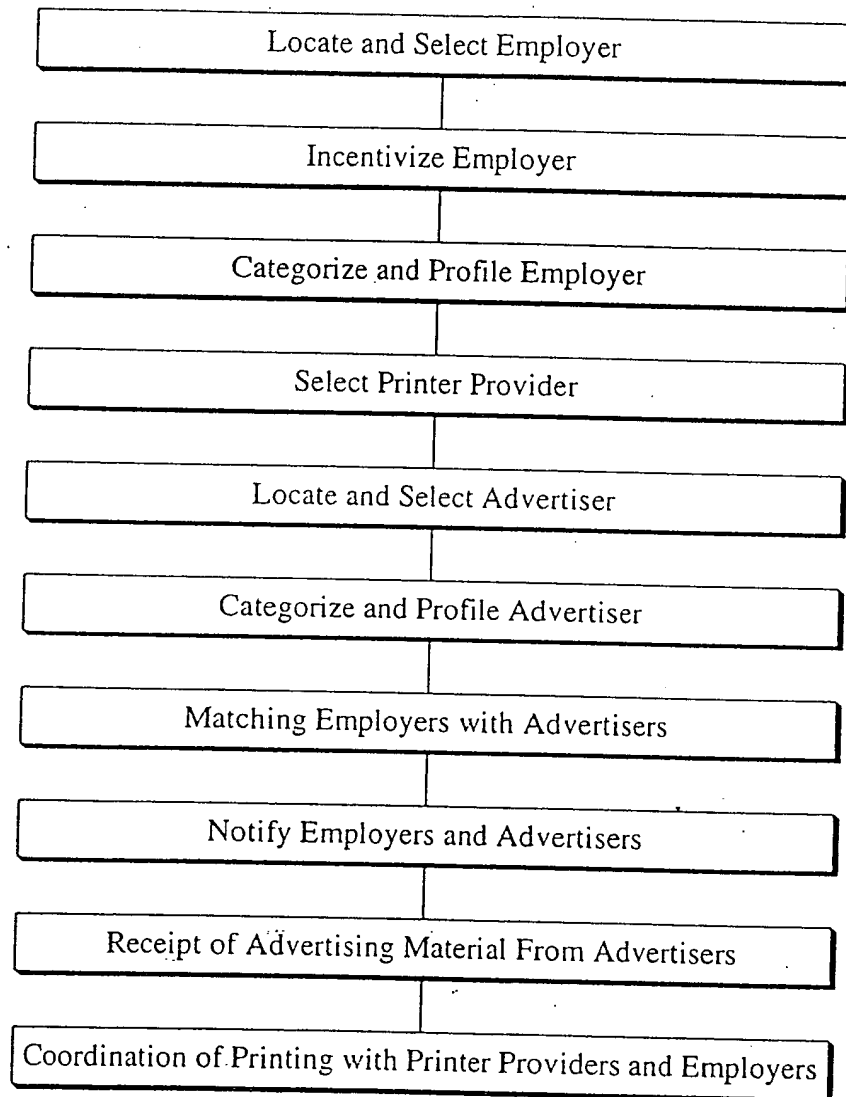 Locate and Select Employer
Incentivize Employer
Categorize and Profile Employer
Select Printer Provider
Locate and Select Advertiser
Categorize and Profile Advertiser
Matching Employers with Advertisers
Notify Employers and Advertisers
Receipt of Advertising Material From Advertisers
Coordination of Printing with Printer Providers and Employers